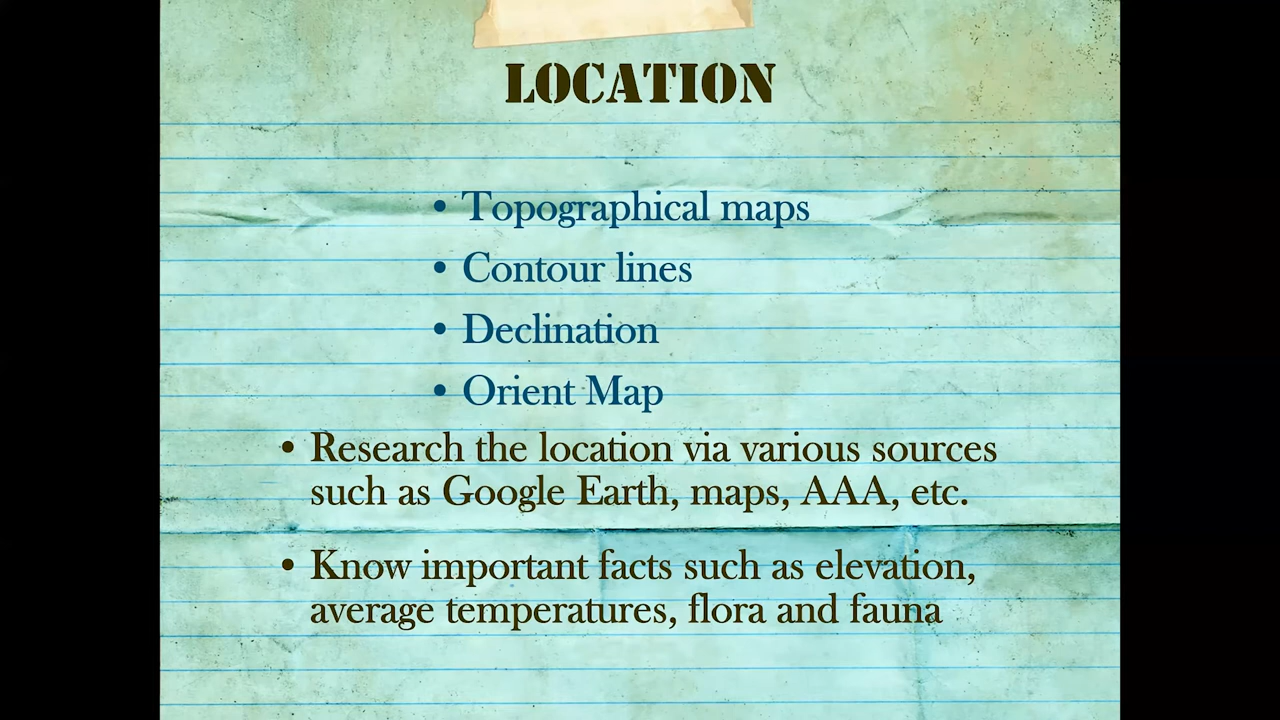 LOCATION
• Topographical maps
• Contour lines
• Declination
• Orient Map
• Research the location via various sources
such as Google Earth, maps, AAA, etc.
• Know important facts such as elevation,
average temperatures, flora and fauna